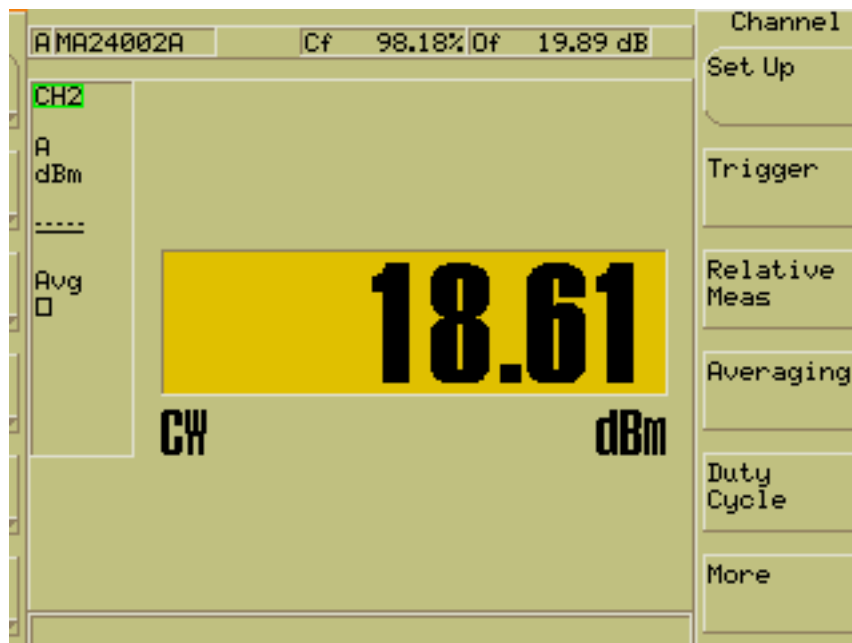 A MA24002A Cf 98.18% Of 19.89 dB
CH2
A
dBm
-----
Avg
18.61
CW dBm
Channel
Set Up
Trigger
Relative
Meas
Averaging
Duty
Cycle
More